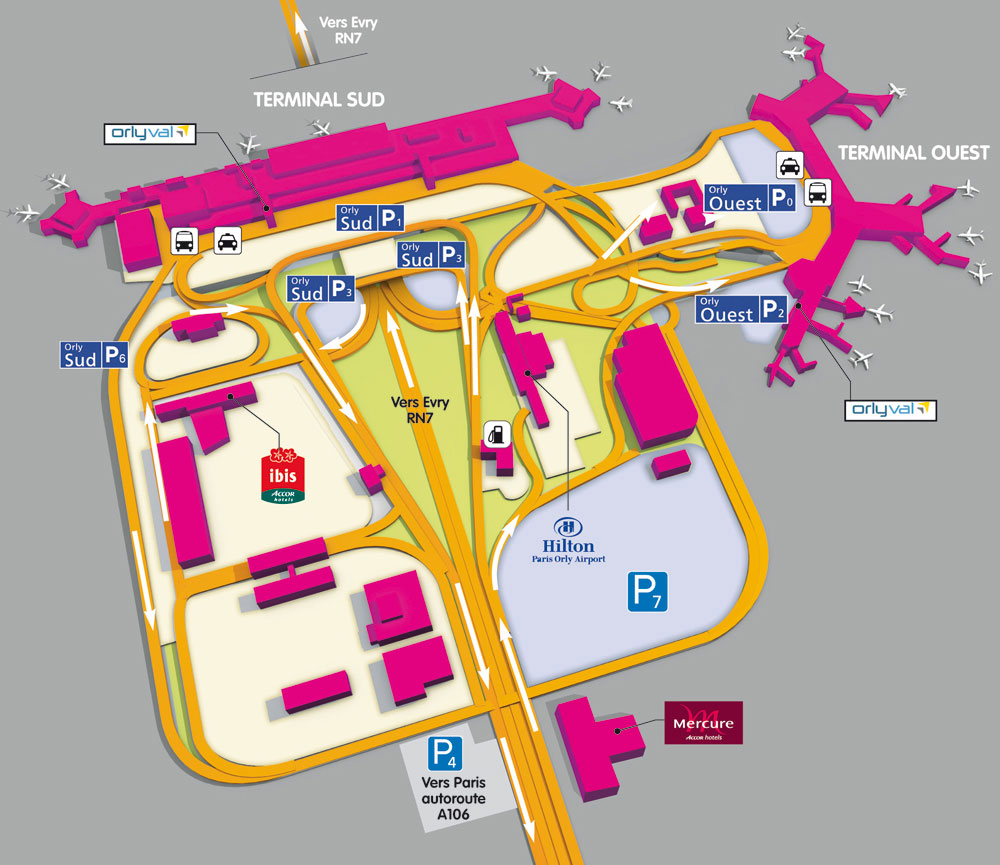 Vers Evry
RN7
TERMINAL SUD
orlyval
TERMINAL OUEST
Orly
Ouest P0
Orly
Sud P1
Orly
Sud P3
Orly
Sud P3
Orly
Ouest P2
Orly
Sud P6
Vers Evry
RN7
orlyval
ibis
ACCOR
hotels
H
Hilton
Paris Orly Airport
P7
M
Mercure
ACCOR hotels
P4
Vers Paris
autoroute
A106